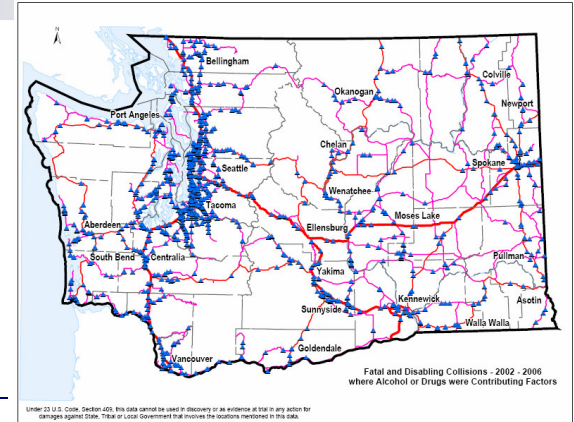 N
Bellingham
Colville
Okanogan
Newport
Port Angeles
Chelan
Spokane
Seattle
Wenatchee
Tacoma
Moses Lake
Aberdeen
Ellensburg
South Bend Centralia
Pullman
Yakima
Kennewick
Asotin
Sunnyside
Walla Walla
Goldendale
Vancouver
Fatal and Disabling Collisions - 2002 - 2006
where Alcohol or Drugs were Contributing Factors
Under 23 U.S. Code, Section 409, this data cannot be used in discovery or as evidence at trial in any action for
damages against State, Tribal or Local Government that involves the locations mentioned in this data.